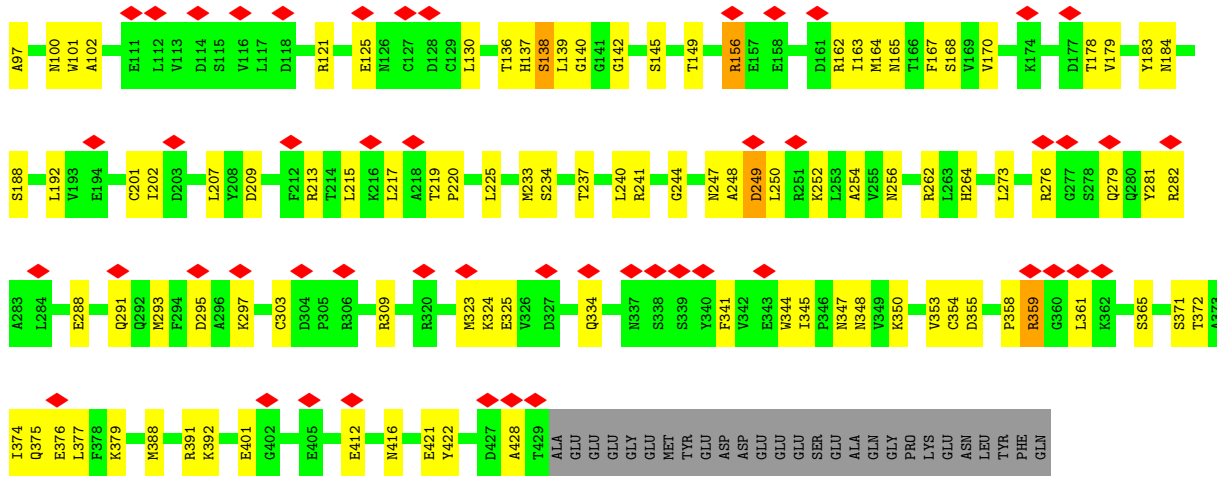 A97 N100 W101 A102 E111 L112 V113 D114 S115 V116 L117 D118 R121 E125 N126 C127 D128 C129 L130 T136 H137 S138 L139 G140 G141 G142 S145 T149 R156 E157 E158 D161 R162 I163 M164 N165 T166 F167 S168 V169 V170 K174 D177 T178 V179 Y183 N184
S188 L192 V193 E194 C201 I202 D203 L207 Y208 D209 F212 R213 T214 L215 K216 L217 A218 T219 P220 L225 M233 S234 T237 L240 R241 G244 N247 A248 D249 L250 R251 K252 L253 A254 V255 N256 R262 L263 H264 L273 R276 G277 S278 Q279 Q280 Y281 R282
A283 L284 E288 Q291 Q292 M293 F294 D295 A296 K297 C303 D304 P305 R306 R309 R320 M323 K324 E325 V326 D327 Q334 N337 S338 S339 Y340 F341 V342 E343 W344 I345 P346 N347 N348 V349 K350 V353 C354 D355 P358 R359 G360 L361 K362 S365 S371 T372 A373
I374 Q375 E376 L377 F378 K379 M388 R391 K392 E401 G402 E405 E412 N416 E421 Y422 D427 A428 T429 ALA GLU GLU GLU GLY GLU MET TYR GLU ASP ASP GLU GLU GLU SER GLU ALA GLN GLY PRO LYS GLU ASN LEU TYR PHE GLN